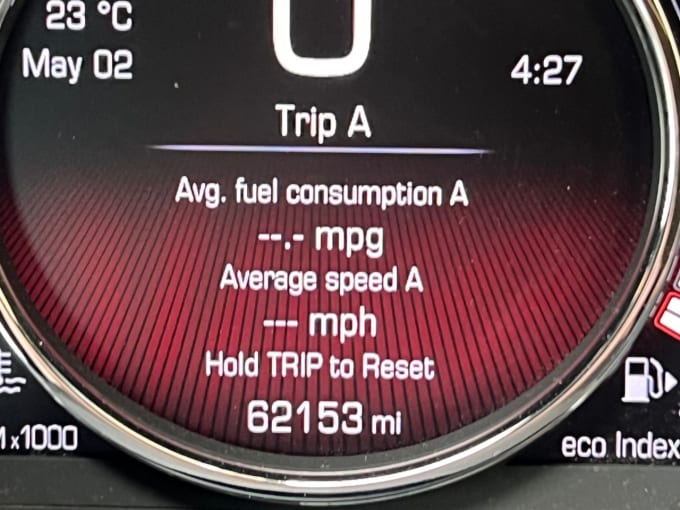 23 °C
May 02
0
4:27
Trip A
Avg. fuel consumption A
--.- mpg
Average speed A
--- mph
Hold TRIP to Reset
62153 mi
x1000
eco Index